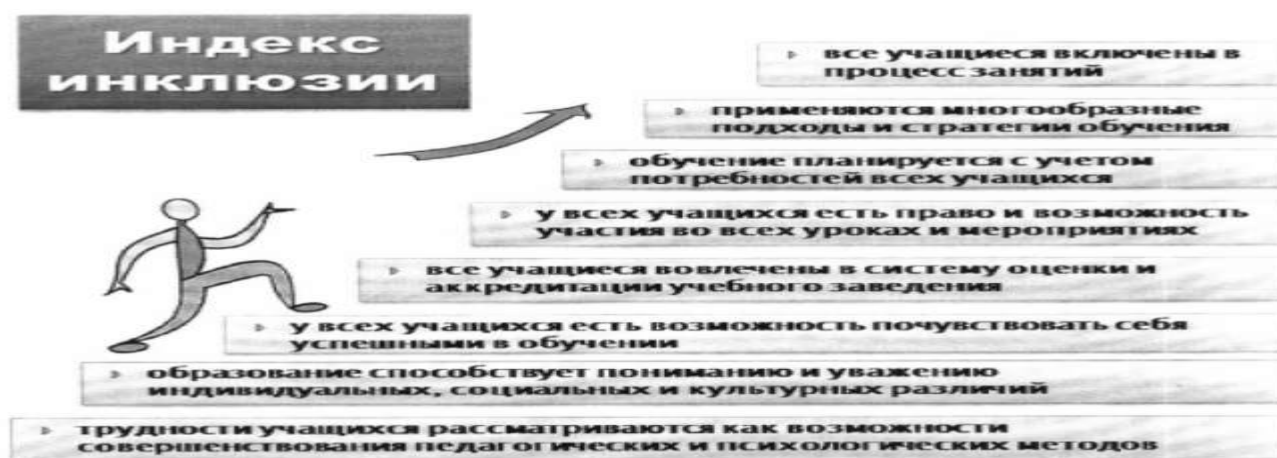 Индекс
инклюзии
все учащиеся включены в
процесс занятий
применяются многообразные
подходы и стратегии обучения
обучение планируется с учетом
потребностей всех учащихся
у всех учащихся есть право и возможность
участия во всех уроках и мероприятиях
все учащиеся вовлечены в систему оценки и
аккредитации учебного заведения
у всех учащихся есть возможность почувствовать себя
успешными в обучении
образование способствует пониманию и уважению
индивидуальных, социальных и культурных различий
трудности учащихся рассматриваются как возможности
совершенствования педагогических и психологических методов